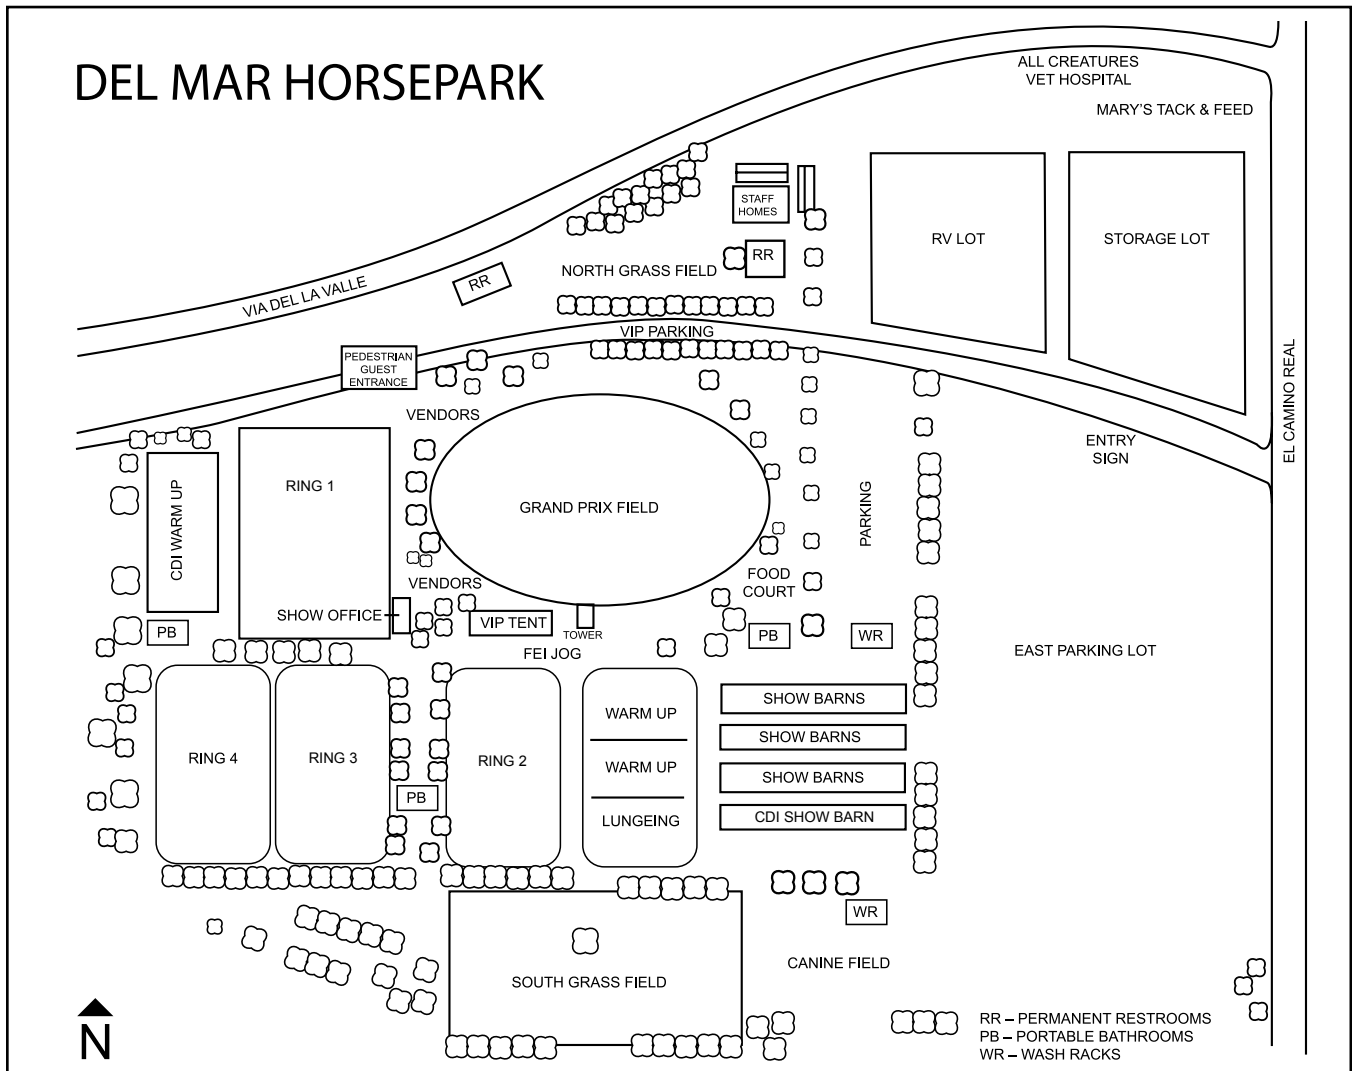 DEL MAR HORSEPARK
ALL CREATURES
VET HOSPITAL
MARY'S TACK & FEED
STAFF
HOMES
RV LOT
STORAGE LOT
RR
NORTH GRASS FIELD
RR
VIA DEL LA VALLE
VIP PARKING
PEDESTRIAN
GUEST
ENTRANCE
VENDORS
EL CAMINO REAL
ENTRY
SIGN
RING 1
CDI WARM UP
GRAND PRIX FIELD
PARKING
VENDORS
FOOD
COURT
SHOW OFFICE
VIP TENT
TOWER
PB
PB
WR
FEI JOG
EAST PARKING LOT
SHOW BARNS
WARM UP
SHOW BARNS
RING 4
RING 3
RING 2
WARM UP
SHOW BARNS
PB
LUNGEING
CDI SHOW BARN
WR
CANINE FIELD
SOUTH GRASS FIELD
N
RR – PERMANENT RESTROOMS
PB – PORTABLE BATHROOMS
WR – WASH RACKS